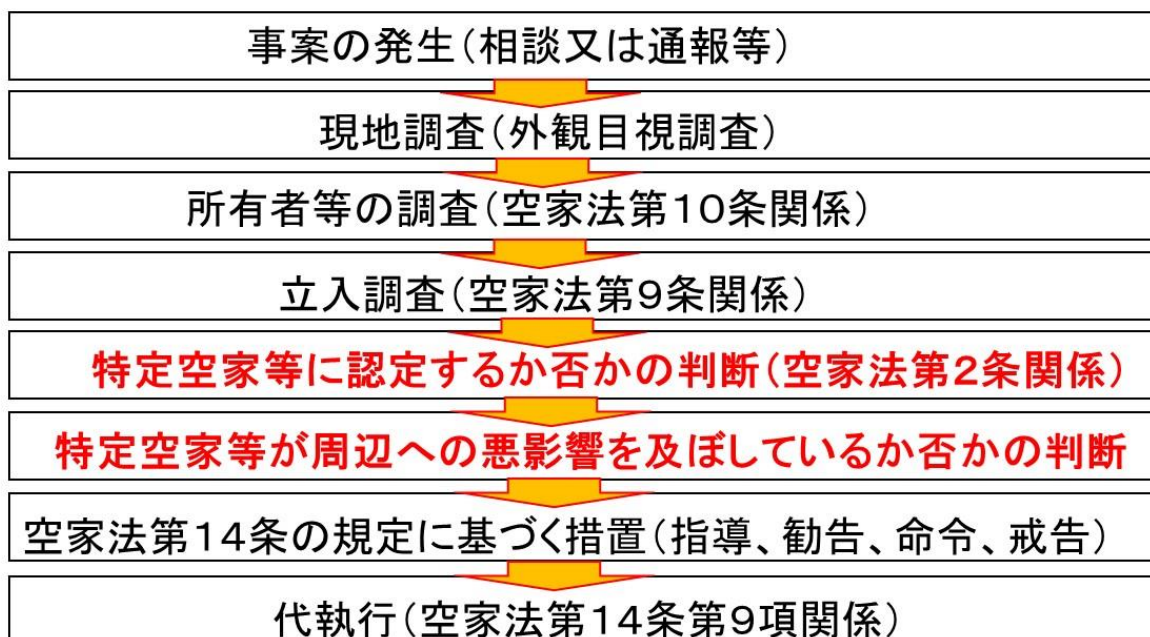 事案の発生(相談又は通報等)
現地調査(外観目視調査)
所有者等の調査(空家法第10条関係)
立入調査(空家法第9条関係)
特定空家等に認定するか否かの判断(空家法第2条関係)
特定空家等が周辺への悪影響を及ぼしているか否かの判断
空家法第14条の規定に基づく措置(指導、勧告、命令、戒告)
代執行(空家法第14条第9項関係)